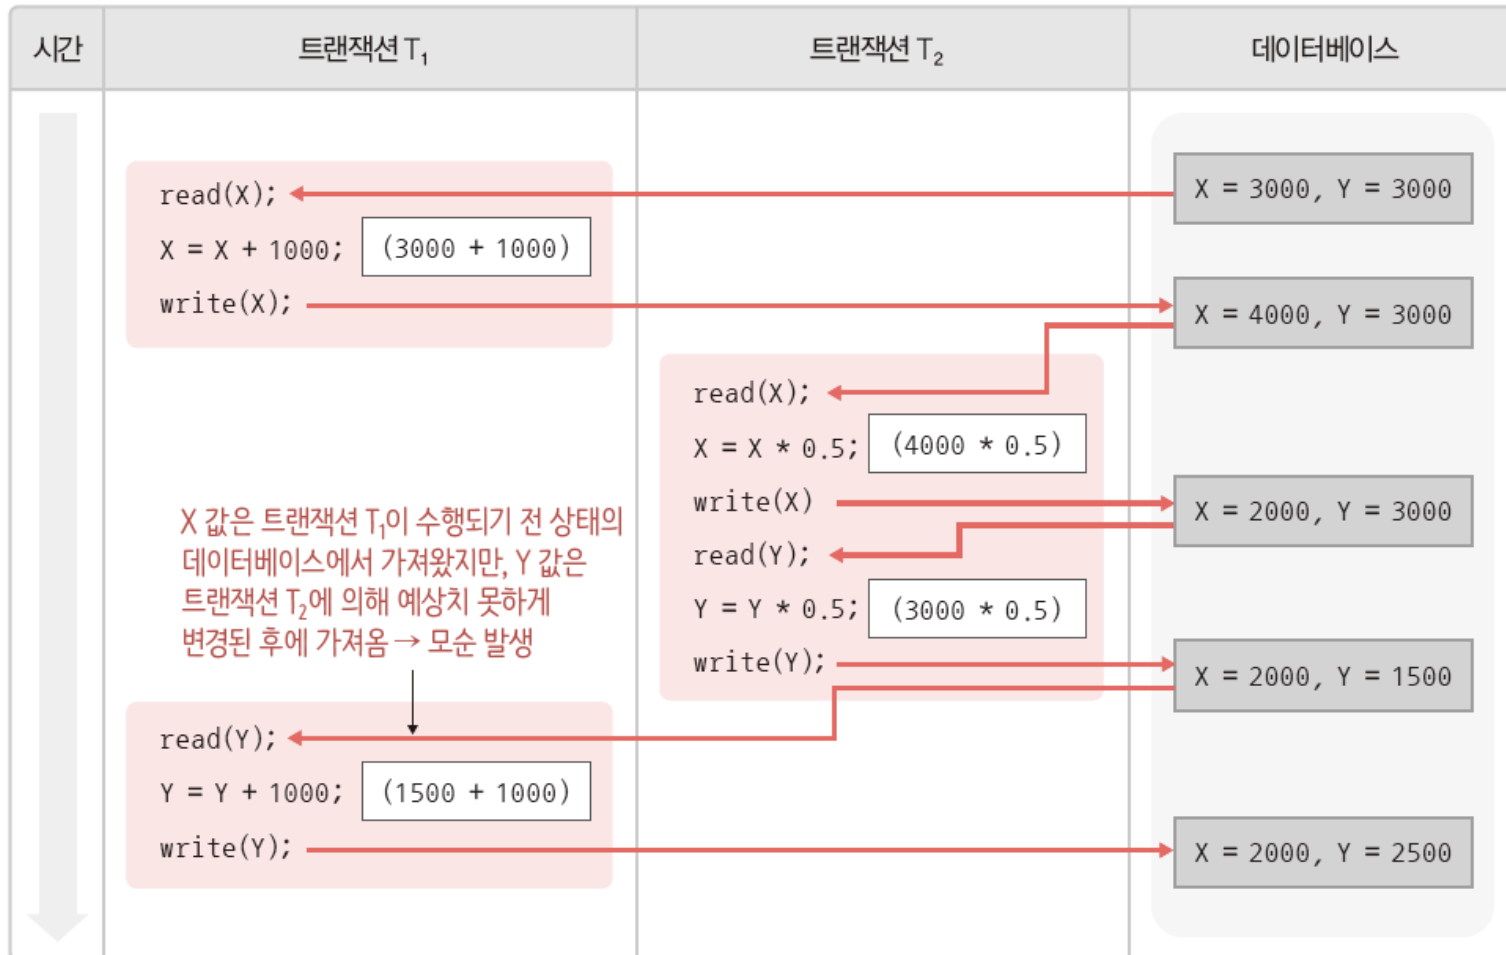 시간 트랜잭션 T₁ 트랜잭션 T₂ 데이터베이스
read(X); X = 3000, Y = 3000
X = X + 1000; (3000 + 1000)
write(X); X = 4000, Y = 3000
read(X);
X = X * 0.5; (4000 * 0.5)
write(X) X = 2000, Y = 3000
read(Y);
Y = Y * 0.5; (3000 * 0.5)
write(Y); X = 2000, Y = 1500
X 값은 트랜잭션 T₁이 수행되기 전 상태의
데이터베이스에서 가져왔지만, Y 값은
트랜잭션 T₂에 의해 예상치 못하게
변경된 후에 가져옴 → 모순 발생
read(Y);
Y = Y + 1000; (1500 + 1000)
write(Y); X = 2000, Y = 2500